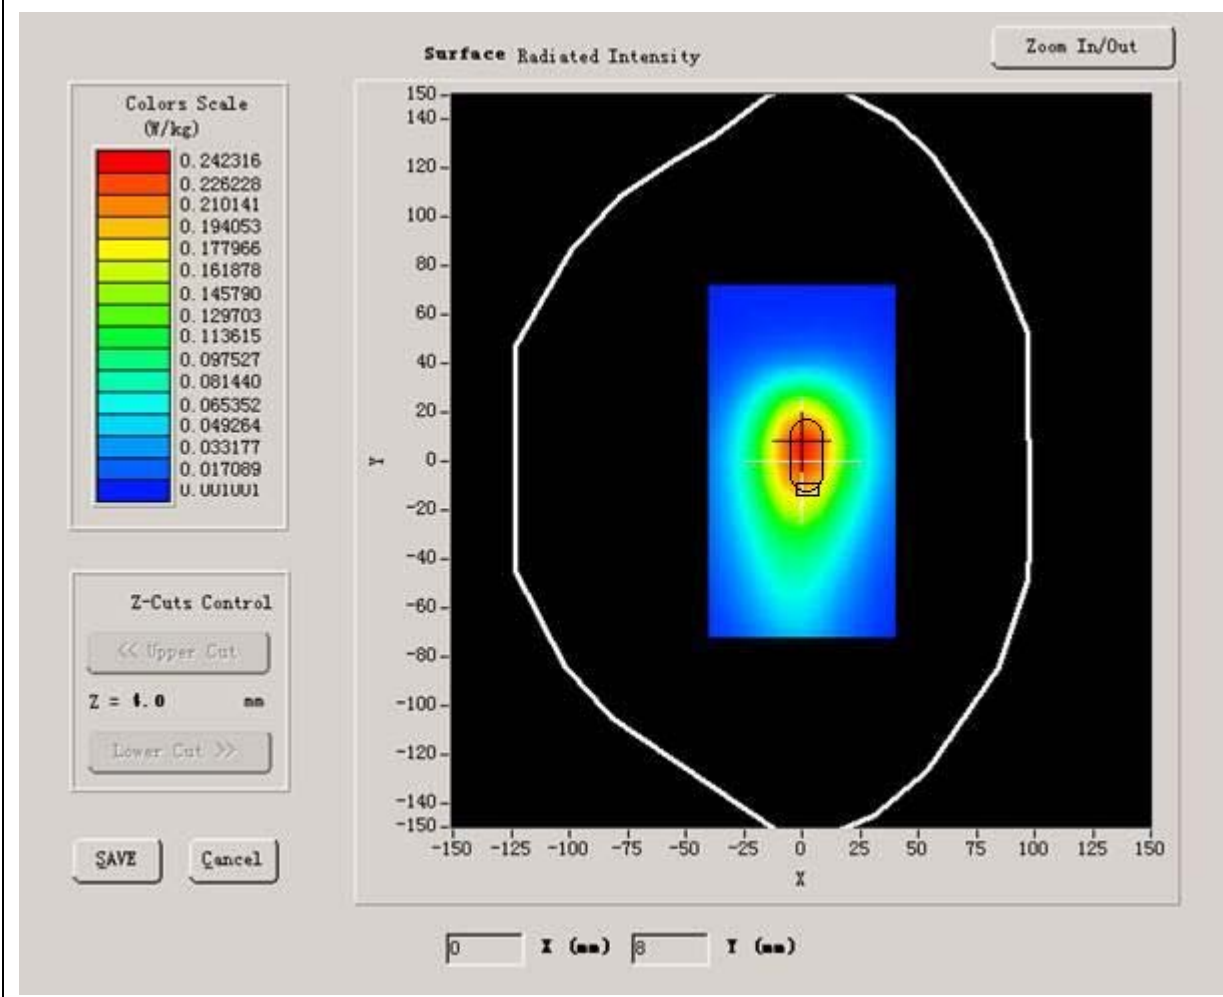 Surface Radiated Intensity
Zoom In/Out
Colors Scale
(W/kg)
0.242316
0.226228
0.210141
0.194053
0.177966
0.161878
0.145790
0.129703
0.113615
0.097527
0.081440
0.065352
0.049264
0.033177
0.017089
0.001001
Z-Cuts Control
<< Upper Cut
Z = mm
Lower Cut >>
SAVE
Cancel
150
140
120
100
80
60
40
20
0
-20
-40
-60
-80
-100
-120
-140
-150
Y
-150 -125 -100 -75 -50 -25 0 25 50 75 100 125 150
X
0 X (mm) 8 Y (mm)